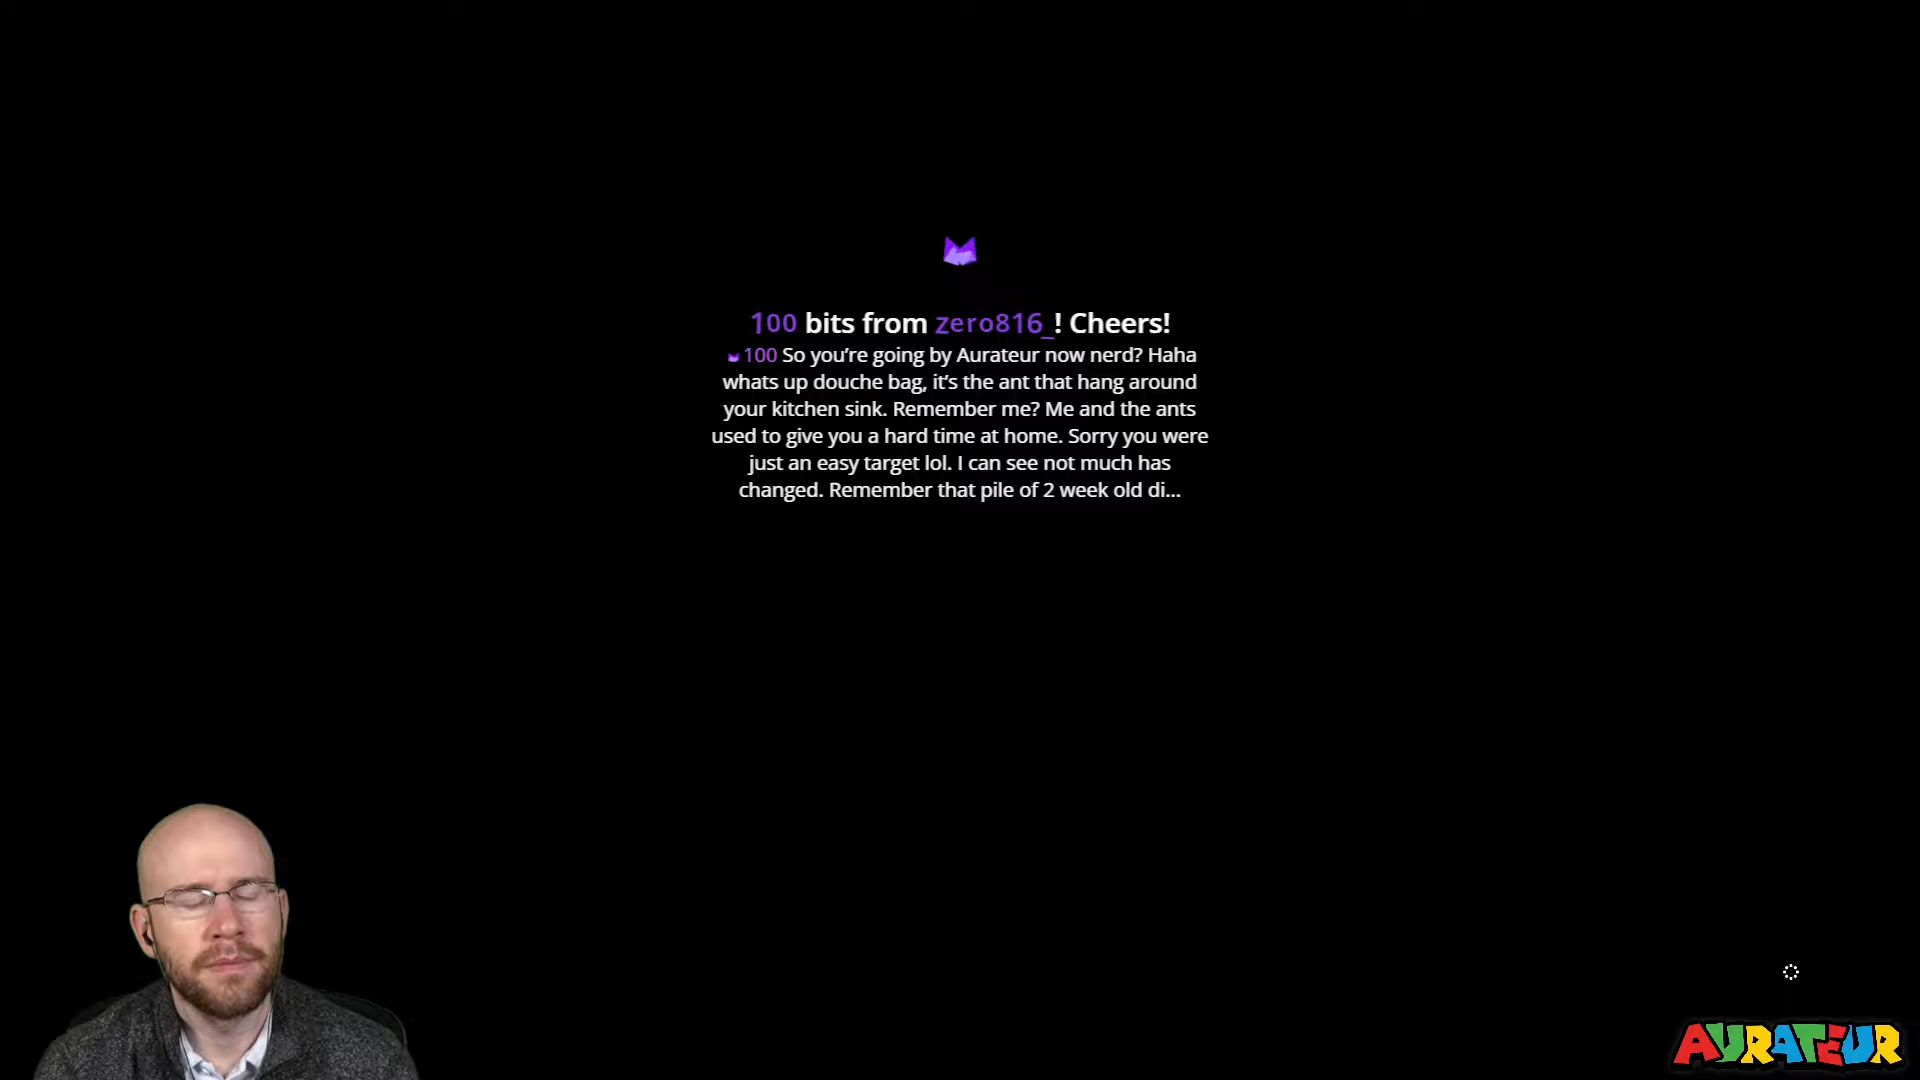 100 bits from zero816_! Cheers!
100 So you’re going by Aurateur now nerd? Haha
whats up douche bag, it’s the ant that hang around
your kitchen sink. Remember me? Me and the ants
used to give you a hard time at home. Sorry you were
just an easy target lol. I can see not much has
changed. Remember that pile of 2 week old di...
AURATEUR